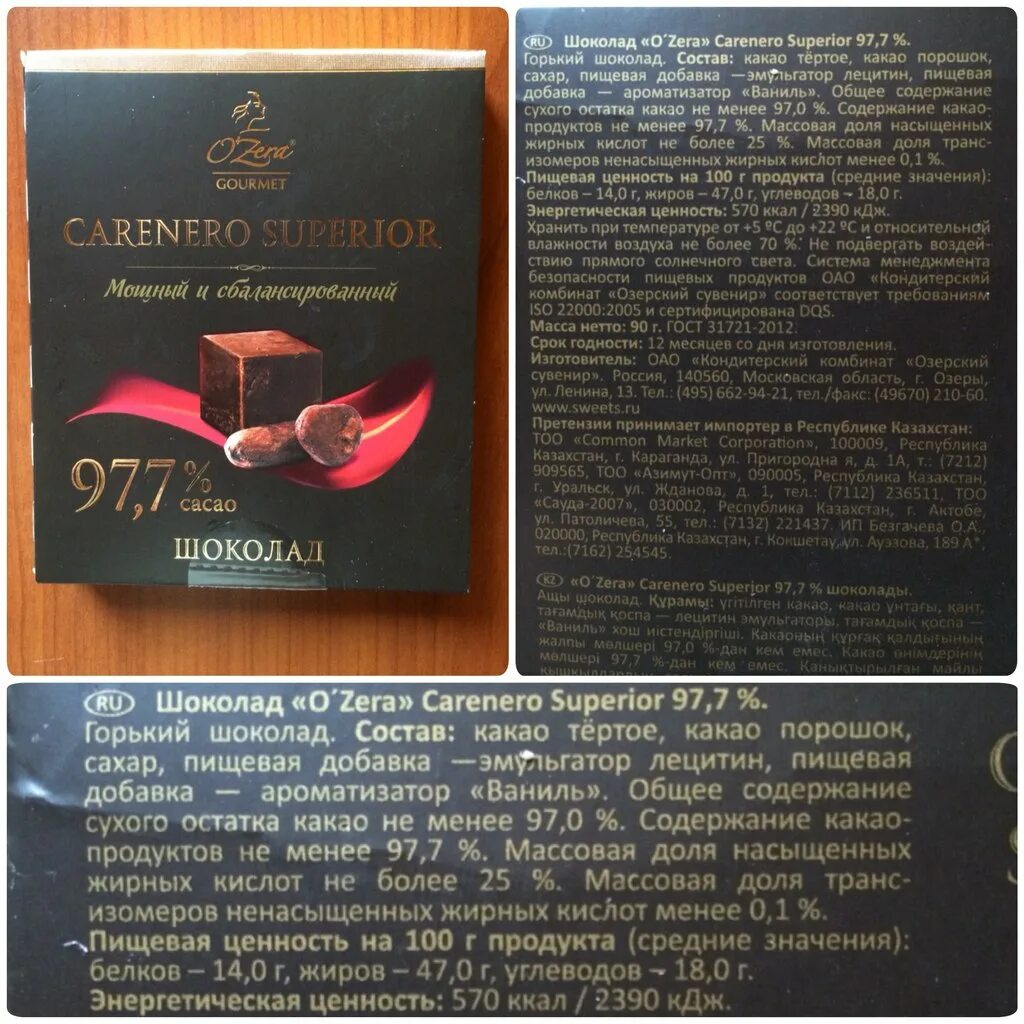 O'Zera®
GOURMET
CARENERO SUPERIOR
Мощный и сбалансированный
97,7% cacao
ШОКОЛАД
RU Шоколад «O´Zera» Carenero Superior 97,7 %.
Горький шоколад. Состав: какао тёртое, какао порошок,
сахар, пищевая добавка —эмульгатор лецитин, пищевая
добавка — ароматизатор «Ваниль». Общее содержание
сухого остатка какао не менее 97,0 %. Содержание какао-
продуктов не менее 97,7 %. Массовая доля насыщенных
жирных кислот не более 25 %. Массовая доля транс-
изомеров ненасыщенных жирных кислот менее 0,1 %.
Пищевая ценность на 100 г продукта (средние значения):
белков – 14,0 г, жиров – 47,0 г, углеводов – 18,0 г.
Энергетическая ценность: 570 ккал / 2390 кДж.
Хранить при температуре от +5 ºС до +22 ºС и относительной
влажности воздуха не более 70 %. Не подвергать воздей-
ствию прямого солнечного света. Система менеджмента
безопасности пищевых продуктов ОАО «Кондитерский
комбинат «Озерский сувенир» соответствует требованиям
ISO 22000:2005 и сертифицирована DQS.
Масса нетто: 90 г. ГОСТ 31721-2012.
Срок годности: 12 месяцев со дня изготовления.
Изготовитель: ОАО «Кондитерский комбинат «Озерский
сувенир». Россия, 140560, Московская область, г. Озеры,
ул. Ленина, 13. Тел.: (495) 662-94-21, тел./факс: (49670) 210-60.
www.sweets.ru
Претензии принимает импортер в Республике Казахстан:
ТОО «Common Market Corporation», 100009, Республика
Казахстан, г. Караганда, ул. Пригородная я, д. 1А, т.: (7212)
909565, ТОО «Азимут-Опт», 090005, Республика Казахстан,
г. Уральск, ул. Жданова, д. 1, тел.: (7112) 236511, ТОО
«Сауда-2007», 030002, Республика Казахстан, г. Актобе,
ул. Патоличева, 55, тел.: (7132) 221437. ИП Безгачева О.А.
020000, Республика Казахстан, г. Кокшетау, ул. Ауэзова, 189 А",
тел.:(7162) 254545.
KZ «O´Zera» Carenero Superior 97,7 % шоколады.
Ащы шоколад. Құрамы: үгітілген какао, какао ұнтағы, қант,
тағамдық қоспа — лецитин эмульгаторы, тағамдық қоспа —
«Ваниль» хош иістендіргіші. Какаоның құрғақ қалдығының
жалпы мөлшері 97,0 %-дан кем емес. Какао өнімдерінің
мөлшері 97,7 %-дан кем емес. Қанықтырылған майлы
RU Шоколад «O´Zera» Carenero Superior 97,7 %.
Горький шоколад. Состав: какао тёртое, какао порошок,
сахар, пищевая добавка —эмульгатор лецитин, пищевая
добавка — ароматизатор «Ваниль». Общее содержание
сухого остатка какао не менее 97,0 %. Содержание какао-
продуктов не менее 97,7 %. Массовая доля насыщенных
жирных кислот не более 25 %. Массовая доля транс-
изомеров ненасыщенных жирных кислот менее 0,1 %.
Пищевая ценность на 100 г продукта (средние значения):
белков – 14,0 г, жиров – 47,0 г, углеводов – 18,0 г.
Энергетическая ценность: 570 ккал / 2390 кДж.